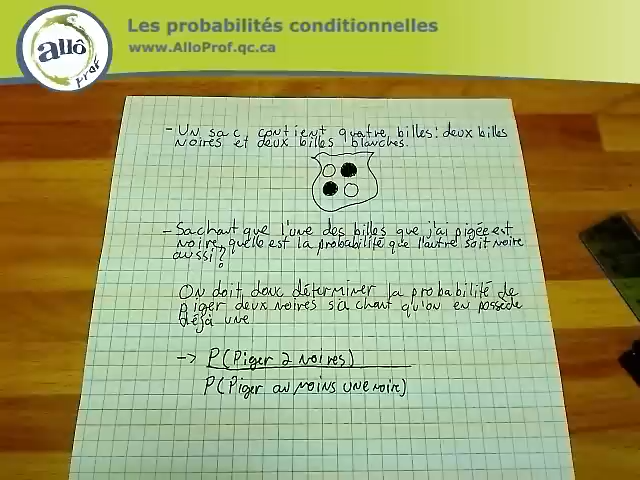 allô
prof
Les probabilités conditionnelles
www.AlloProf.qc.ca
- Un sac contient quatre billes: deux billes
noires et deux billes blanches.
- Sachant que l'une des billes que j'ai pigée est
noire, quelle est la probabilité que l'autre soit noire
aussi?
On doit donc déterminer la probabilité de
piger deux noires sachant qu'on en possède
déjà une
-> P(Piger 2 noires)
P(Piger au moins une noir)